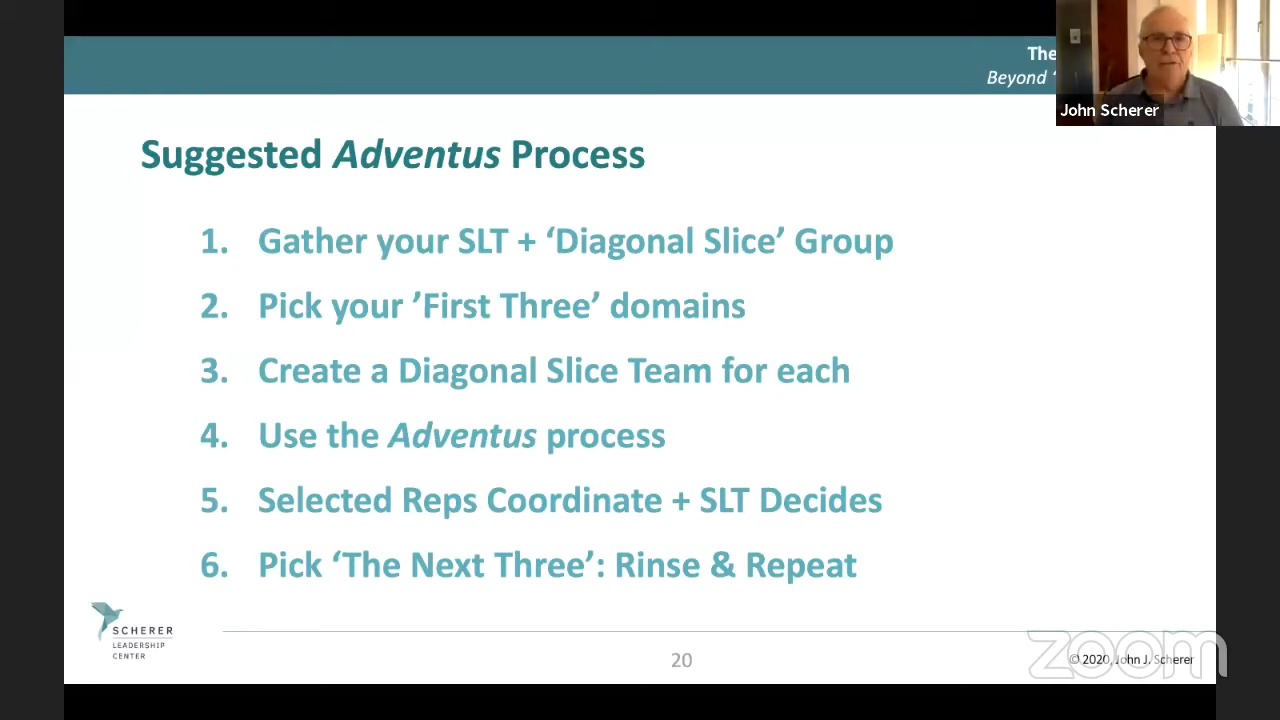 The
Beyond ‘
John Scherer
Suggested Adventus Process
1. Gather your SLT + ‘Diagonal Slice’ Group
2. Pick your ’First Three’ domains
3. Create a Diagonal Slice Team for each
4. Use the Adventus process
5. Selected Reps Coordinate + SLT Decides
6. Pick ‘The Next Three’: Rinse & Repeat
SCHERER
LEADERSHIP
CENTER
20
© 2020, John J. Scherer
zoom